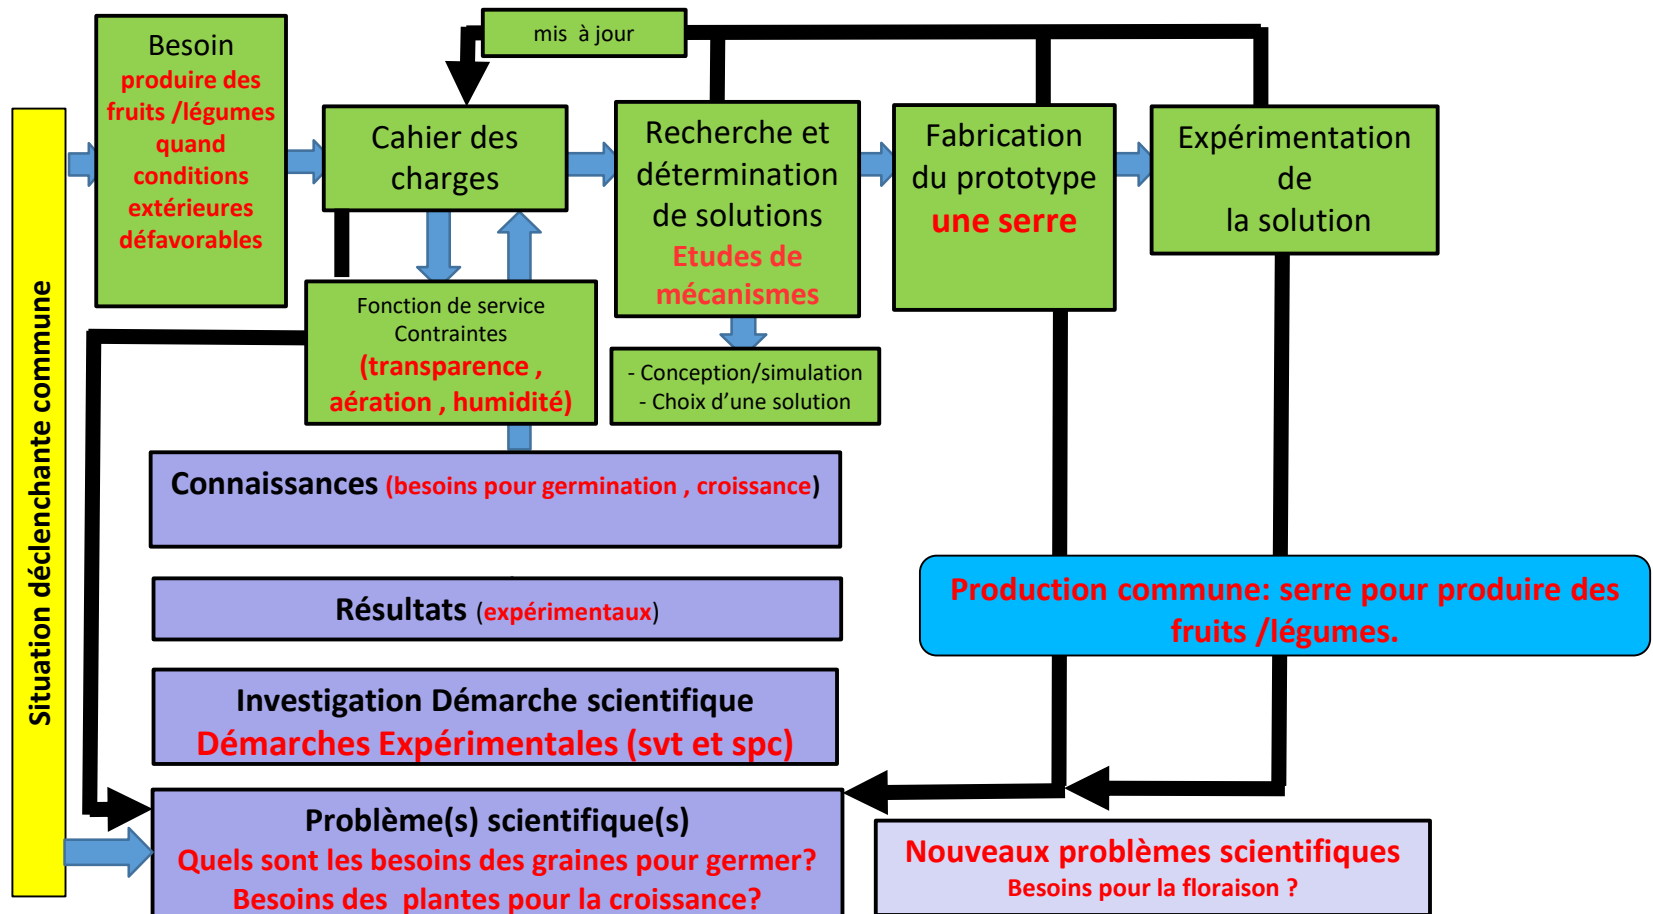 mis à jour
Besoin
produire des
fruits /légumes
quand
conditions
extérieures
défavorables
Cahier des
charges
Recherche et
détermination
de solutions
Etudes de
mécanismes
Fabrication
du prototype
une serre
Expérimentation
de
la solution
Situation déclenchante commune
Fonction de service
Contraintes
(transparence ,
aération , humidité)
- Conception/simulation
- Choix d’une solution
Connaissances (besoins pour germination , croissance)
Résultats (expérimentaux)
Production commune: serre pour produire des
fruits /légumes.
Investigation Démarche scientifique
Démarches Expérimentales (svt et spc)
Problème(s) scientifique(s)
Quels sont les besoins des graines pour germer?
Besoins des plantes pour la croissance?
Nouveaux problèmes scientifiques
Besoins pour la floraison ?